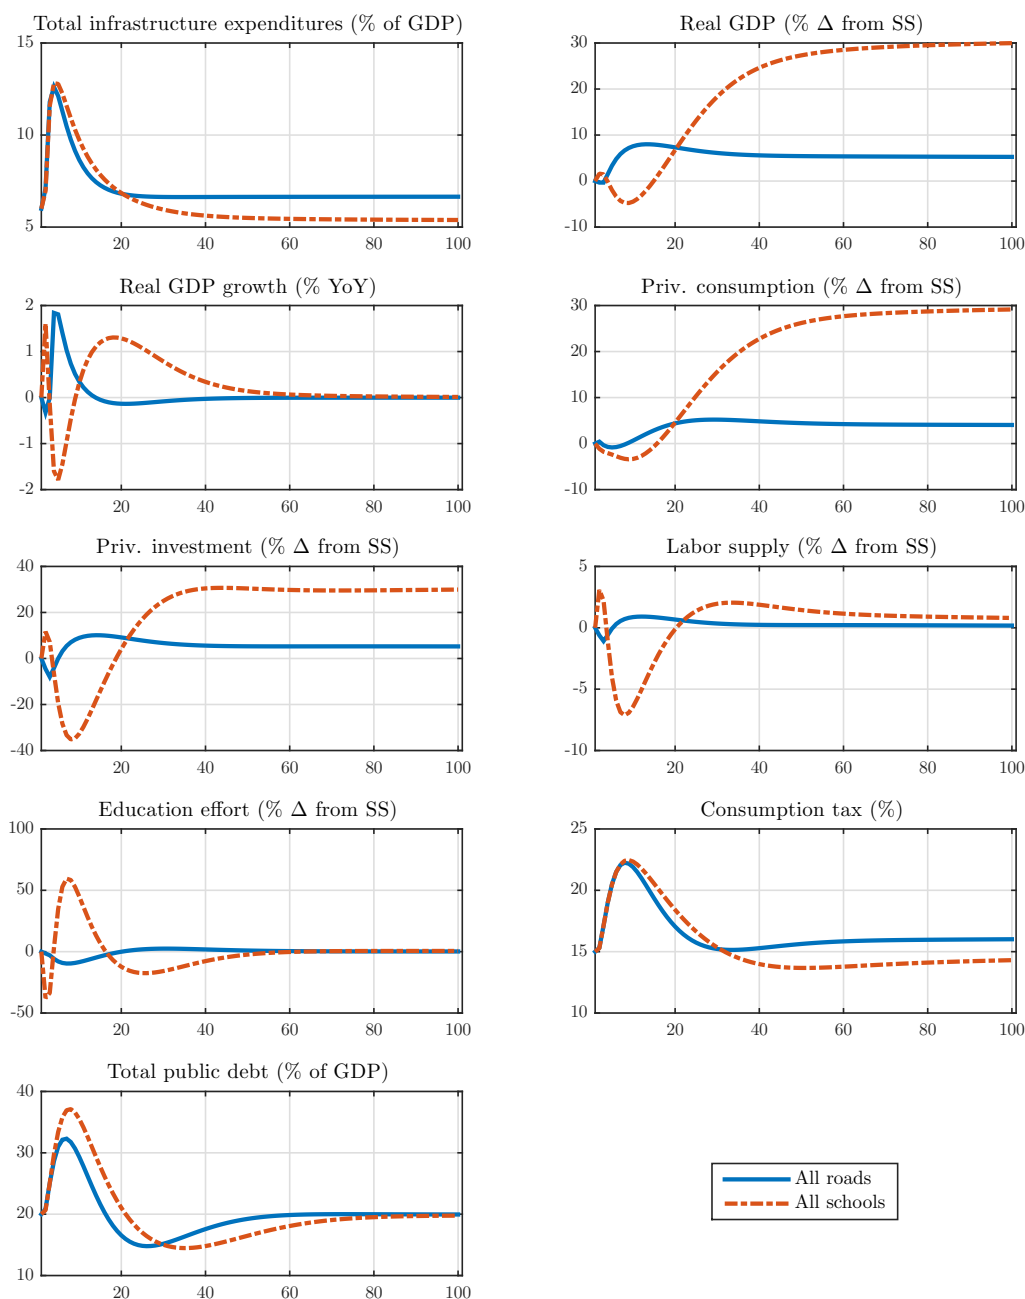 Total infrastructure expenditures (% of GDP)
15
10
5
20 40 60 80 100
Real GDP (% Δ from SS)
30
20
10
0
-10
20 40 60 80 100
Real GDP growth (% YoY)
2
1
0
-1
-2
20 40 60 80 100
Priv. consumption (% Δ from SS)
30
20
10
0
-10
20 40 60 80 100
Priv. investment (% Δ from SS)
40
20
0
-20
-40
20 40 60 80 100
Labor supply (% Δ from SS)
5
0
-5
-10
20 40 60 80 100
Education effort (% Δ from SS)
100
50
0
-50
20 40 60 80 100
Consumption tax (%)
25
20
15
10
20 40 60 80 100
Total public debt (% of GDP)
40
30
20
10
20 40 60 80 100
All roads
All schools